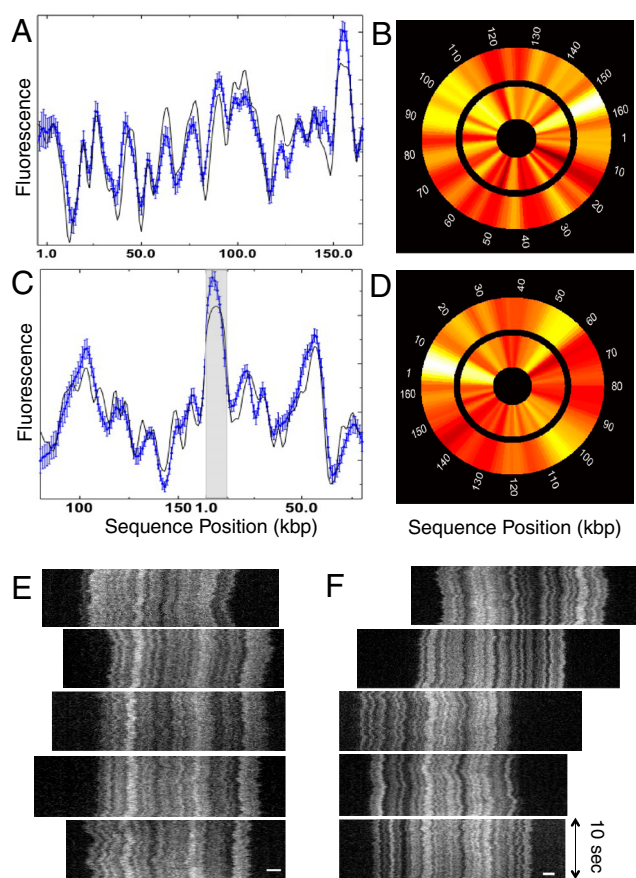 A
Fluorescence
1.0 50.0 100.0 150.0
B
120 130 140 150 160 1 10 20 30 40 50 60 70 80 90 100 110
C
Fluorescence
100 150 1.0 50.0
Sequence Position (kbp)
D
40 50 60 70 80 90 100 110 120 130 140 150 160 1 10 20 30
Sequence Position (kbp)
E
F
10 sec